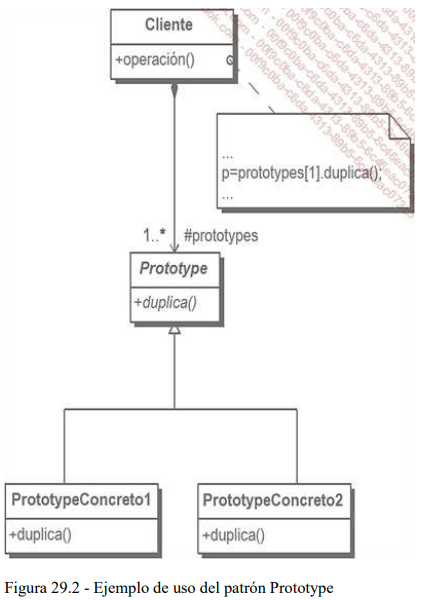 Cliente
+operación()
...
p=prototypes[1].duplica();
...
1..* #prototypes
Prototype
+duplica()
PrototypeConcreto1
+duplica()
PrototypeConcreto2
+duplica()
Figura 29.2 - Ejemplo de uso del patrón Prototype